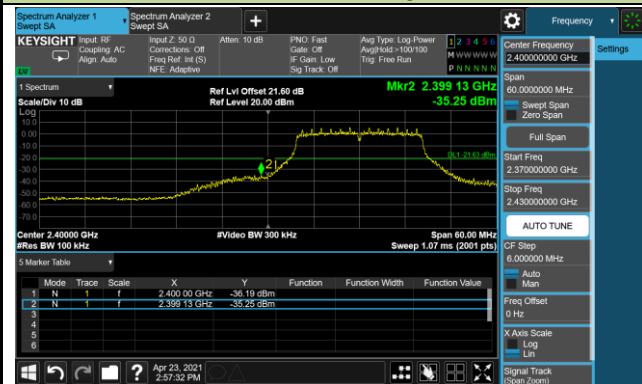 Spectrum Analyzer 1
Swept SA
Spectrum Analyzer 2
Swept SA
+
Frequency
KEYSIGHT
Input: RF
Coupling: AC
Align: Auto
Input Z: 50 Ω
Corrections: Off
Freq Ref: Int (S)
NFE: Adaptive
Atten: 10 dB
PNO: Fast
Gate: Off
IF Gain: Low
Sig Track: Off
Avg Type: Log-Power
Avg|Hold:>100/100
Trig: Free Run
1 2 3 4 5 6
M W W W W W
P N N N N N
Center Frequency
2.400000000 GHz
Settings
Span
60.0000000 MHz
Swept Span
Zero Span
Full Span
Start Freq
2.370000000 GHz
Stop Freq
2.430000000 GHz
AUTO TUNE
CF Step
6.000000 MHz
Auto
Man
Freq Offset
0 Hz
X Axis Scale
Log
Lin
Signal Track
(Span Zoom)
1 Spectrum
Scale/Div 10 dB
Log
Ref Lvl Offset 21.60 dB
Ref Level 20.00 dBm
Mkr2 2.399 13 GHz
-35.25 dBm
10.0
0.00
-10.0
-20.0
-30.0
-40.0
-50.0
-60.0
-70.0
2
DL1 -21.63 dBm
Center 2.40000 GHz
#Res BW 100 kHz
#Video BW 300 kHz
Span 60.00 MHz
Sweep 1.07 ms (2001 pts)
5 Marker Table
Mode Trace Scale X Y Function Function Width Function Value
1 N 1 f 2.400 00 GHz -36.19 dBm
2 N 1 f 2.399 13 GHz -35.25 dBm
3
4
5
6
?
Apr 23, 2021
2:57:32 PM